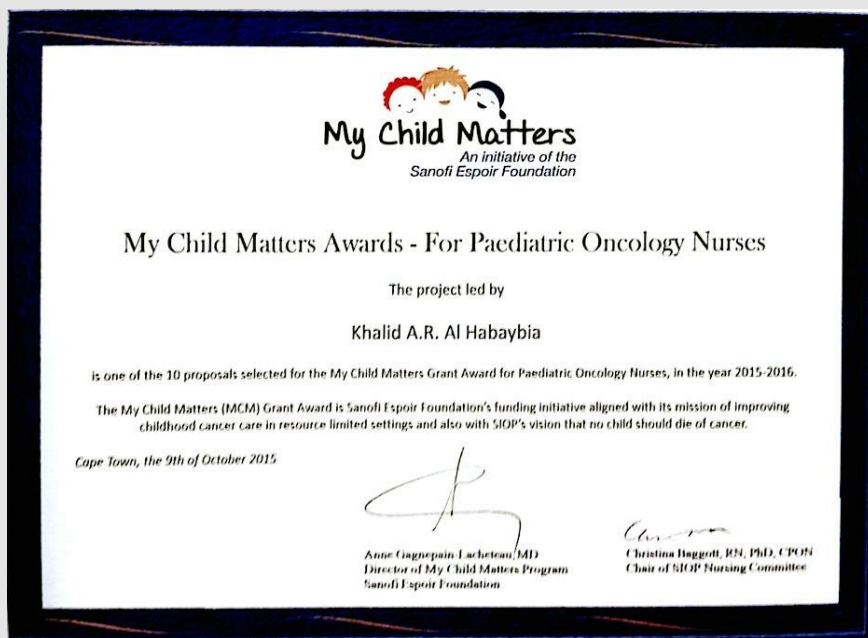 My Child Matters
An initiative of the
Sanofi Espoir Foundation
My Child Matters Awards - For Paediatric Oncology Nurses
The project led by
Khalid A.R. Al Habaybia
is one of the 10 proposals selected for the My Child Matters Grant Award for Paediatric Oncology Nurses, in the year 2015-2016.
The My Child Matters (MCM) Grant Award is Sanofi Espoir Foundation's funding initiative aligned with its mission of improving
childhood cancer care in resource limited settings and also with SIOP's vision that no child should die of cancer.
Cape Town, the 9th of October 2015
Anne Gagnepain-Lacheteau, MD
Director of My Child Matters Program
Sanofi Espoir Foundation
Christina Baggott, RN, PhD, CPON
Chair of SIOP Nursing Committee